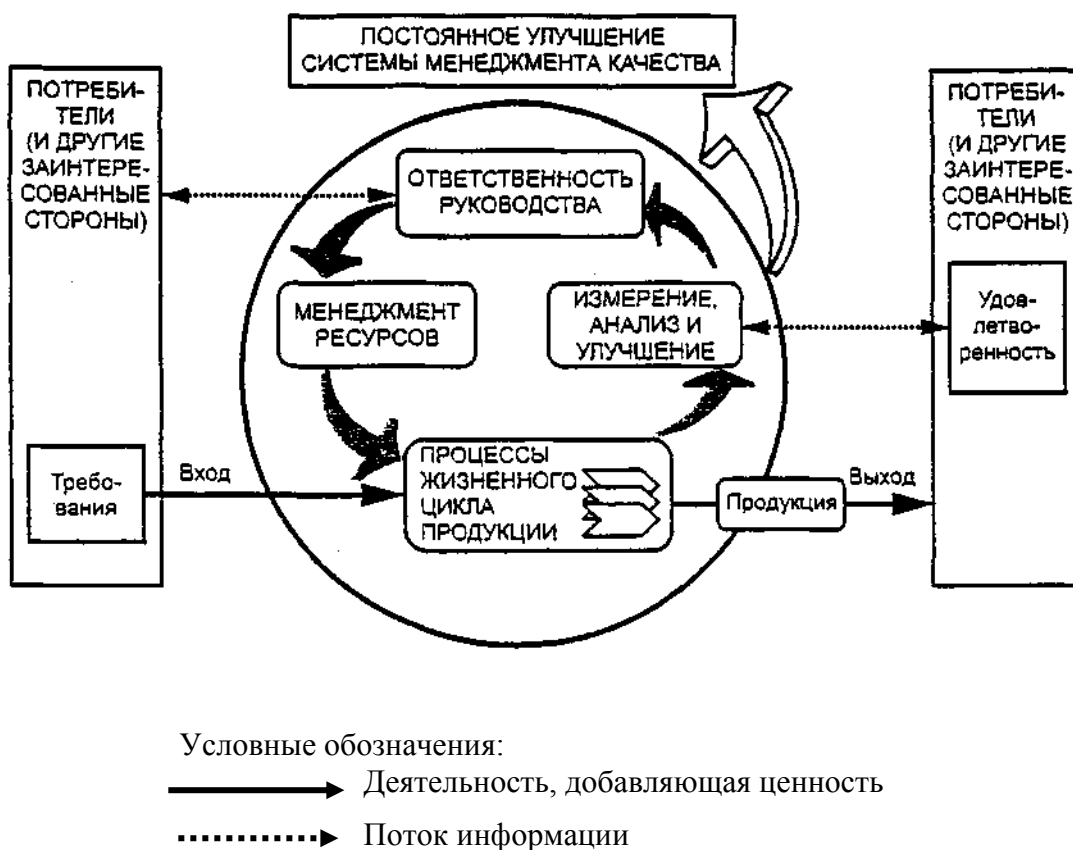 ПОСТОЯННОЕ УЛУЧШЕНИЕ
СИСТЕМЫ МЕНЕДЖМЕНТА КАЧЕСТВА
ПОТРЕБИ-
ТЕЛИ
(И ДРУГИЕ
ЗАИНТЕРЕ-
СОВАННЫЕ
СТОРОНЫ)
ПОТРЕБИ-
ТЕЛИ
(И ДРУГИЕ
ЗАИНТЕРЕ-
СОВАННЫЕ
СТОРОНЫ)
ОТВЕТСТВЕННОСТЬ
РУКОВОДСТВА
МЕНЕДЖМЕНТ
РЕСУРСОВ
ИЗМЕРЕНИЕ,
АНАЛИЗ И
УЛУЧШЕНИЕ
Удов-
летво-
ренность
Требо-
вания
Вход
ПРОЦЕССЫ
ЖИЗНЕННОГО
ЦИКЛА
ПРОДУКЦИИ
Продукция
Выход
Условные обозначения:
Деятельность, добавляющая ценность
Поток информации